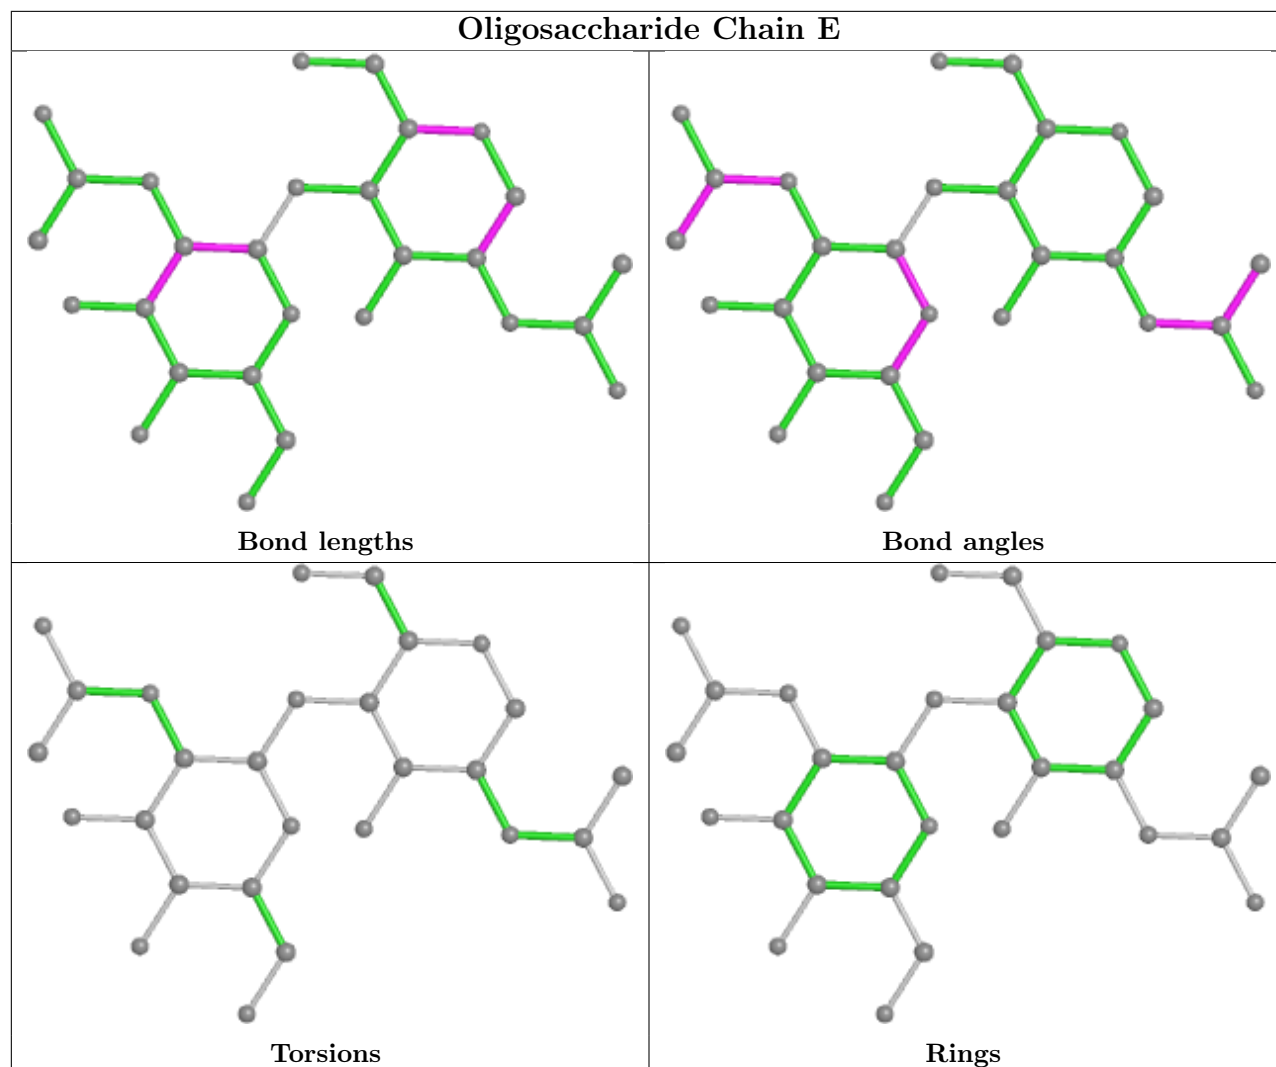 Oligosaccharide Chain E
Bond lengths
Bond angles
Torsions
Rings